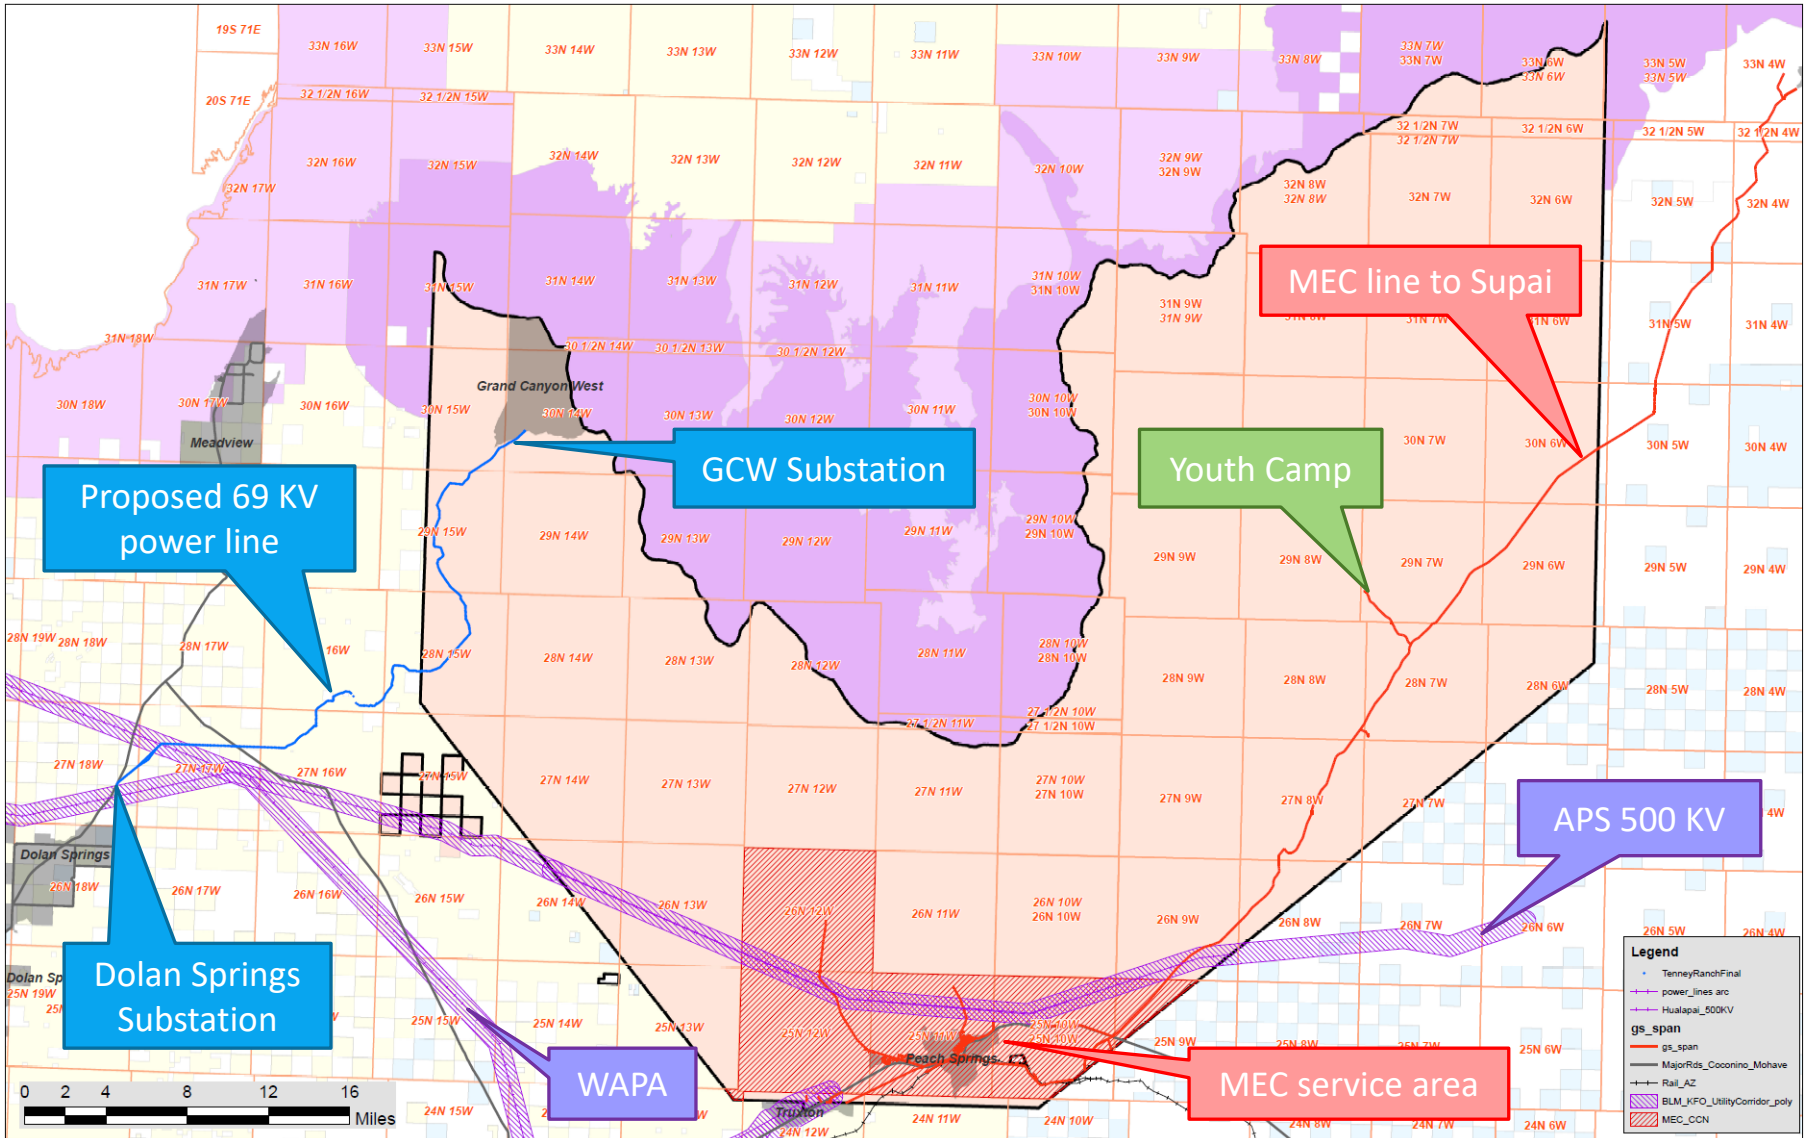 19S 71E
33N 16W
33N 15W
33N 14W
33N 13W
33N 12W
33N 11W
33N 10W
33N 9W
33N 8W
33N 7W
33N 7W
33N 6W
33N 6W
33N 5W
33N 5W
33N 4W
20S 71E
32 1/2N 16W
32 1/2N 15W
32 1/2N 7W
32 1/2N 7W
32 1/2N 6W
32 1/2N 5W
32 1/2N 4W
32N 17W
32N 16W
32N 15W
32N 14W
32N 13W
32N 12W
32N 11W
32N 10W
32N 9W
32N 9W
32N 8W
32N 8W
32N 7W
32N 6W
32N 5W
32N 4W
31N 18W
31N 17W
31N 16W
31N 15W
31N 14W
31N 13W
31N 12W
31N 11W
31N 10W
31N 10W
31N 9W
31N 9W
MEC line to Supai
31N 7W
31N 6W
31N 5W
31N 4W
30 1/2N 14W
30 1/2N 13W
30 1/2N 12W
Grand Canyon West
30N 18W
30N 17W
30N 16W
30N 15W
30N 14W
30N 13W
30N 12W
30N 11W
30N 10W
30N 10W
30N 7W
30N 6W
30N 5W
30N 4W
Meadview
GCW Substation
Youth Camp
Proposed 69 KV
power line
29N 15W
29N 14W
29N 13W
29N 12W
29N 11W
29N 10W
29N 10W
29N 9W
29N 8W
29N 7W
29N 6W
29N 5W
29N 4W
28N 19W
28N 18W
28N 17W
16W
28N 15W
28N 14W
28N 13W
28N 12W
28N 11W
28N 10W
28N 10W
28N 9W
28N 8W
28N 7W
28N 6W
28N 5W
28N 4W
27 1/2N 11W
27 1/2N 10W
27 1/2N 10W
27N 18W
27N 17W
27N 16W
27N 15W
27N 14W
27N 13W
27N 12W
27N 11W
27N 10W
27N 10W
27N 9W
27N 8W
27N 7W
4W
APS 500 KV
Dolan Springs
26N 18W
26N 17W
26N 16W
26N 15W
26N 14W
26N 13W
26N 12W
26N 11W
26N 10W
26N 10W
26N 9W
26N 8W
26N 7W
26N 6W
26N 5W
26N 4W
Dolan Springs
Substation
Dolan Sp
25N 19W
25N 15W
25N 14W
25N 13W
25N 12W
25N 11W
25N 10W
25N 10W
25N 9W
25N 8W
25N 7W
25N 6W
Peach Springs
WAPA
MEC service area
Truxton
24N 15W
24N 12W
24N 11W
24N 10W
24N 8W
24N 7W
24N 6W
0 2 4 8 12 16
Miles
Legend
TenneyRanchFinal
power_lines arc
Hualapai_500KV
gs_span
gs_span
MajorRds_Coconino_Mohave
Rail_AZ
BLM_KFO_UtilityCorridor_poly
MEC_CCN